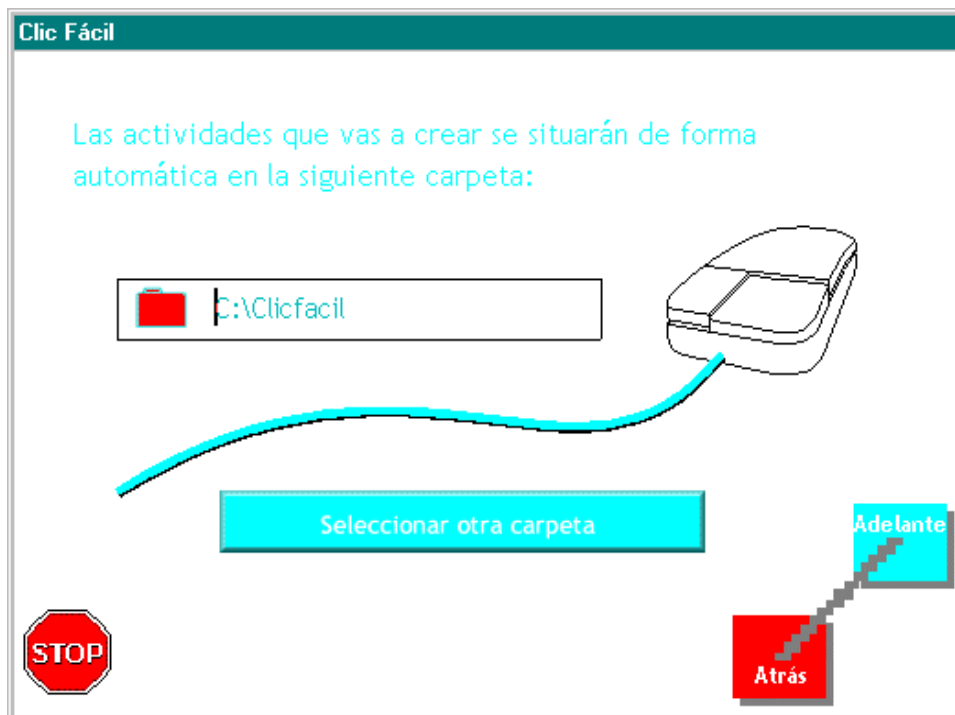 Clic Fácil
Las actividades que vas a crear se situarán de forma
automática en la siguiente carpeta:
C:\Clicfacil
Seleccionar otra carpeta
Adelante
STOP
Atrás